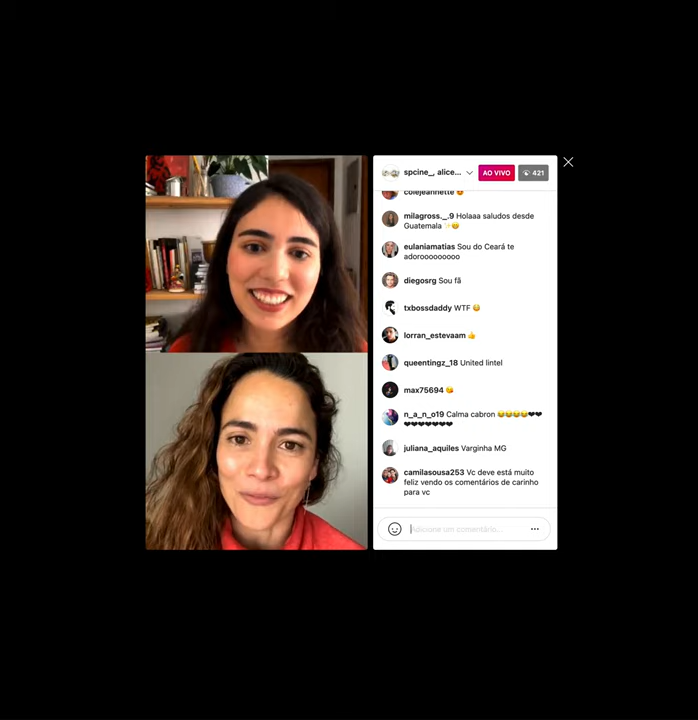 spcine_, alice...
AO VIVO
421
colejeannette
milagross._.9 Holaaa saludos desde
Guatemala ✨😊
eulaniamatias Sou do Ceará te
adorooooooooo
diegosrg Sou fã
txbossdaddy WTF 😂
lorran_estevaam 👍
queentingz_18 United lintel
max75694 😘
n_a_n_o19 Calma cabron 😂😂😂😂❤❤
❤❤❤❤❤❤❤
juliana_aquiles Varginha MG
camilasousa253 Vc deve está muito
feliz vendo os comentários de carinho
para vc
Adicione um comentário...